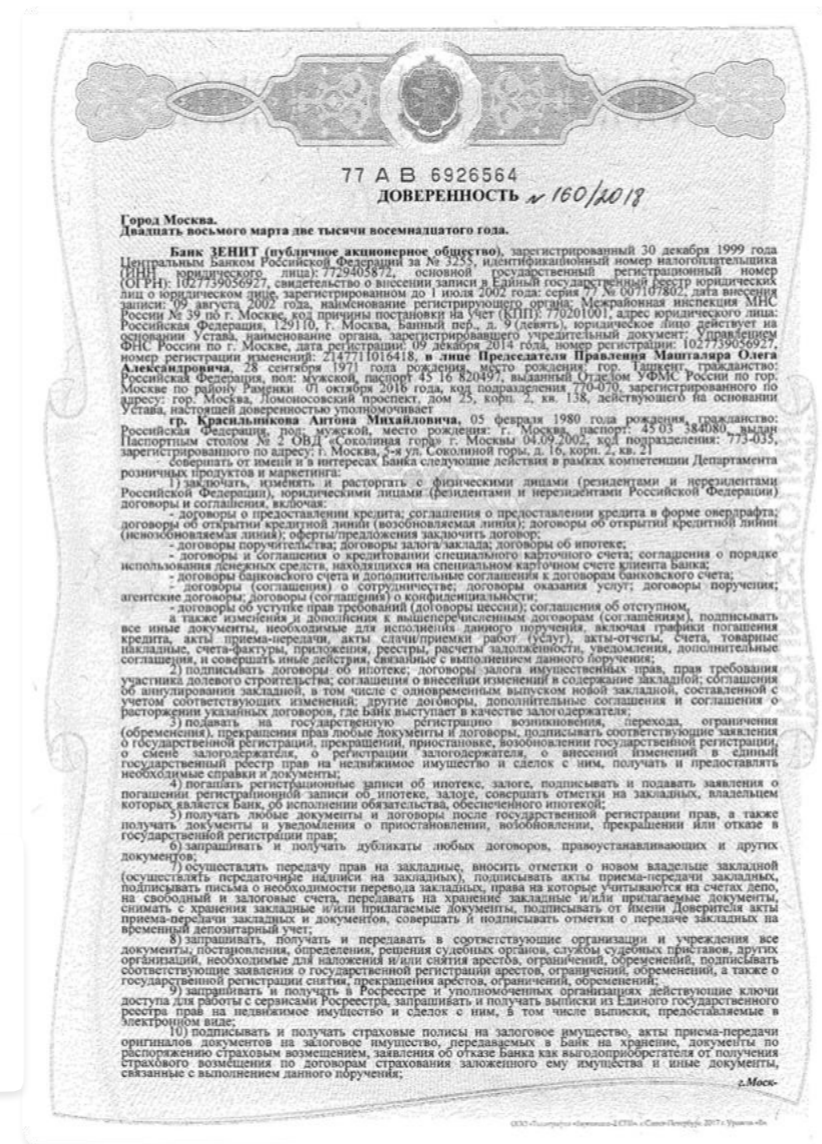 77 А В 6926564
ДОВЕРЕННОСТЬ № 160/2018
Город Москва.
Двадцать восьмого марта две тысячи восемнадцатого года.
Банк ЗЕНИТ (публичное акционерное общество), зарегистрированный 30 декабря 1999 года
Центральным Банком Российской Федерации за № 3255, идентификационный номер налогоплательщика
(ИНН юридического лица): 7729405872, основной государственный регистрационный номер
(ОГРН): 1027739056927, свидетельство о внесении записи в Единый государственный реестр юридических
лиц о юридическом лице, зарегистрированном до 1 июля 2002 года: серия 77 № 007107802, дата внесения
записи: 09 августа 2002 года, наименование регистрирующего органа: Межрайонная инспекция МНС
России № 39 по г. Москве, код причины постановки на учет (КПП): 770201001, адрес юридического лица:
Российская Федерация, 129110, г. Москва, Банный пер., д. 9 (девять), юридическое лицо действует на
основании Устава, наименование органа, зарегистрировавшего учредительный документ: Управлением
ФНС России по г. Москве, дата регистрации: 09 декабря 2014 года, номер регистрации: 1027739056927,
номер регистрации изменений: 2147711016418, в лице Председателя Правления Машталяра Олега
Александровича, 28 сентября 1971 года рождения, место рождения: гор. Ташкент, гражданство:
Российская Федерация, пол: мужской, паспорт 45 16 820497, выданный Отделом УФМС России по гор.
Москве по району Раменки 01 октября 2016 года, код подразделения 770-070, зарегистрированного по
адресу: гор. Москва, Ломоносовский проспект, дом 25, корп. 2, кв. 138, действующего на основании
Устава, настоящей доверенностью уполномочивает
гр. Красильникова Антона Михайловича, 05 февраля 1980 года рождения, гражданство:
Российская Федерация, пол: мужской, место рождения: г. Москва, паспорт: 45 03 384080, выдан
Паспортным столом № 2 ОВД «Соколиная гора» г. Москвы 04.09.2002, код подразделения: 773-035,
зарегистрированного по адресу: г. Москва, 5-я ул. Соколиной горы, д. 16, корп. 2, кв. 21
совершать от имени и в интересах Банка следующие действия в рамках компетенции Департамента
розничных продуктов и маркетинга:
1) заключать, изменять и расторгать с физическими лицами (резидентами и нерезидентами
Российской Федерации), юридическими лицами (резидентами и нерезидентами Российской Федерации)
договоры и соглашения, включая:
- договоры о предоставлении кредита; соглашения о предоставлении кредита в форме овердрафта;
договоры об открытии кредитной линии (возобновляемая линия); договоры об открытии кредитной линии
(невозобновляемая линия); оферты/предложения заключить договор;
- договоры поручительства; договоры залога/заклада; договоры об ипотеке;
- договоры и соглашения о кредитовании специального карточного счета; соглашения о порядке
использования денежных средств, находящихся на специальном карточном счете клиента Банка;
- договоры банковского счета и дополнительные соглашения к договорам банковского счета;
- договоры (соглашения) о сотрудничестве; договоры оказания услуг; договоры поручения;
агентские договоры; договоры (соглашения) о конфиденциальности;
- договоры об уступке прав требований (договоры цессии); соглашения об отступном,
а также изменения и дополнения к вышеперечисленным договорам (соглашениям), подписывать
все иные документы, необходимые для исполнения данного поручения, включая графики погашения
кредита, акты приема-передачи, акты сдачи/приемки работ (услуг), акты-отчеты, счета, товарные
накладные, счета-фактуры, приложения, реестры, расчеты задолженности, уведомления, дополнительные
соглашения, и совершать иные действия, связанные с выполнением данного поручения;
2) подписывать договоры об ипотеке; договоры залога имущественных прав, прав требования
участника долевого строительства; соглашения о внесении изменений в содержание закладной; соглашения
об аннулировании закладной, в том числе с одновременным выпуском новой закладной, составленной с
учетом соответствующих изменений; другие договоры, дополнительные соглашения и соглашения о
расторжении указанных договоров, где Банк выступает в качестве залогодержателя;
3) подавать на государственную регистрацию возникновения, перехода, ограничения
(обременения), прекращения прав любые документы и договоры, подписывать соответствующие заявления
о государственной регистрации, прекращении, приостановке, возобновлении государственной регистрации,
о смене залогодержателя, о регистрации залогодержателя, о внесении изменений в единый
государственный реестр прав на недвижимое имущество и сделок с ним, получать и предоставлять
необходимые справки и документы;
4) погашать регистрационные записи об ипотеке, залоге, подписывать и подавать заявления о
погашении регистрационной записи об ипотеке, залоге, совершать отметки на закладных, владельцем
которых является Банк, об исполнении обязательства, обеспеченного ипотекой;
5) получать любые документы и договоры после государственной регистрации прав, а также
получать документы и уведомления о приостановлении, возобновлении, прекращении или отказе в
государственной регистрации прав;
6) запрашивать и получать дубликаты любых договоров, правоустанавливающих и других
документов;
7) осуществлять передачу прав на закладные, вносить отметки о новом владельце закладной
(осуществлять передаточные надписи на закладных), подписывать акты приема-передачи закладных,
подписывать письма о необходимости перевода закладных, права на которые учитываются на счетах депо,
на свободный и залоговые счета, передавать на хранение закладные и/или прилагаемые документы,
снимать с хранения закладные и/или прилагаемые документы, подписывать от имени Доверителя акты
приема-передачи закладных и документов, совершать и подписывать отметки о передаче закладных на
временный депозитарный учет;
8) запрашивать, получать и передавать в соответствующие организации и учреждения все
документы, постановления, определения, решения судебных органов, службы судебных приставов, других
организаций, необходимые для наложения и/или снятия арестов, ограничений, обременений, подписывать
соответствующие заявления о государственной регистрации арестов, ограничений, обременений, а также о
государственной регистрации снятия, прекращения арестов, ограничений, обременений;
9) запрашивать и получать в Росреестре и уполномоченных организациях действующие ключи
доступа для работы с сервисами Росреестра, запрашивать и получать выписки из Единого государственного
реестра прав на недвижимое имущество и сделок с ним, в том числе выписки, предоставляемые в
электронном виде;
10) подписывать и получать страховые полисы на залоговое имущество, акты приема-передачи
оригиналов документов на залоговое имущество, передаваемых в Банк на хранение, документы по
распоряжению страховым возмещением, заявления об отказе Банка как выгодоприобретателя от получения
страхового возмещения по договорам страхования заложенного ему имущества и иные документы,
связанные с выполнением данного поручения;
г.Моск-